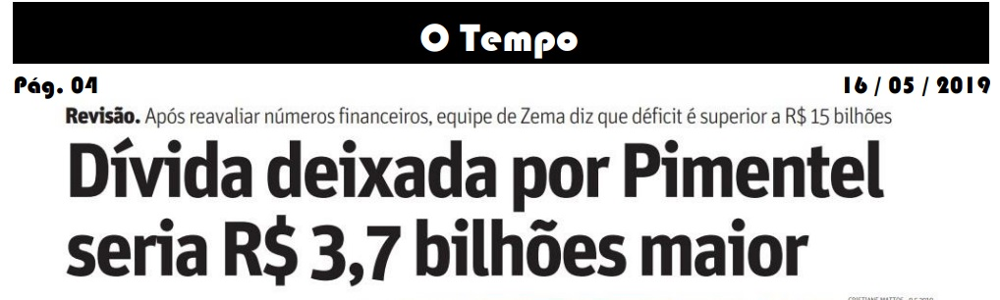 O Tempo
Pág. 04 16 / 05 / 2019
Revisão. Após reavaliar números financeiros, equipe de Zema diz que déficit é superior a R$ 15 bilhões
Dívida deixada por Pimentel
seria R$ 3,7 bilhões maior